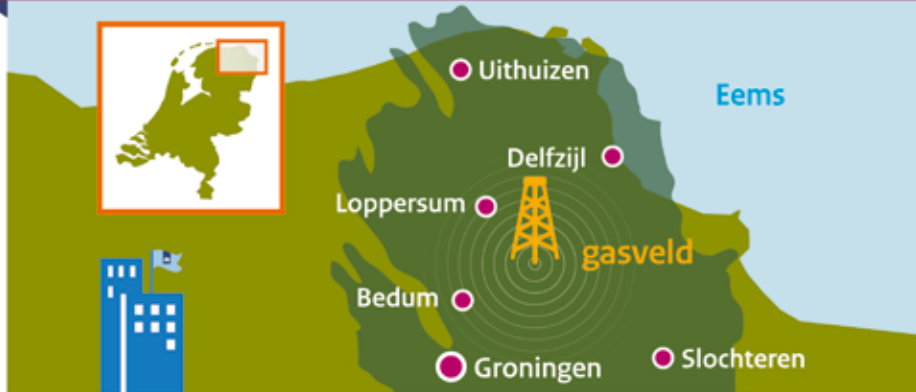 Uithuizen
Eems
Delfzijl
Loppersum
gasveld
Bedum
Groningen
Slochteren